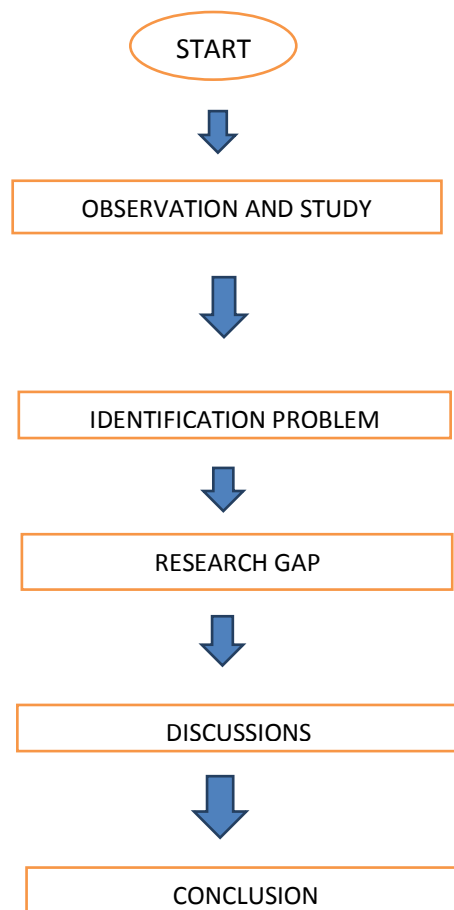 START
OBSERVATION AND STUDY
IDENTIFICATION PROBLEM
RESEARCH GAP
DISCUSSIONS
CONCLUSION